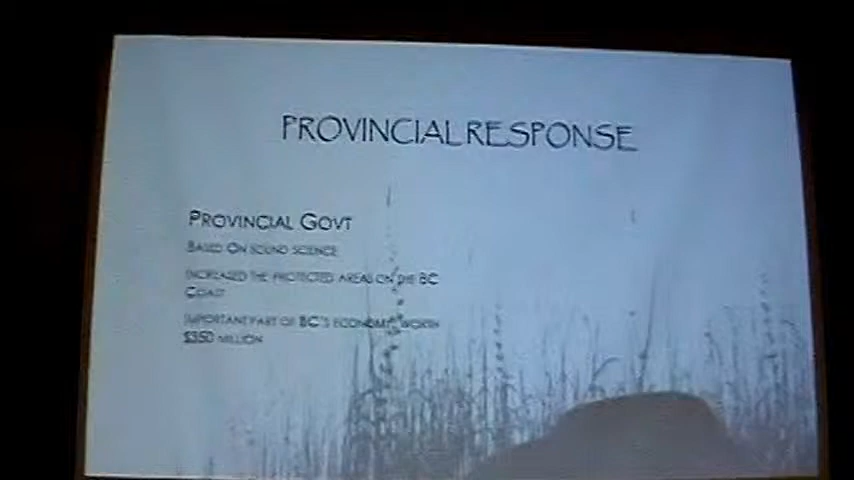 PROVINCIAL RESPONSE
PROVINCIAL GOVT
BASED ON SOUND SCIENCE
INCREASED THE PROTECTED AREAS ON THE BC
COAST
IMPORTANT PART OF BC'S ECONOMY, WORTH
$350 MILLION